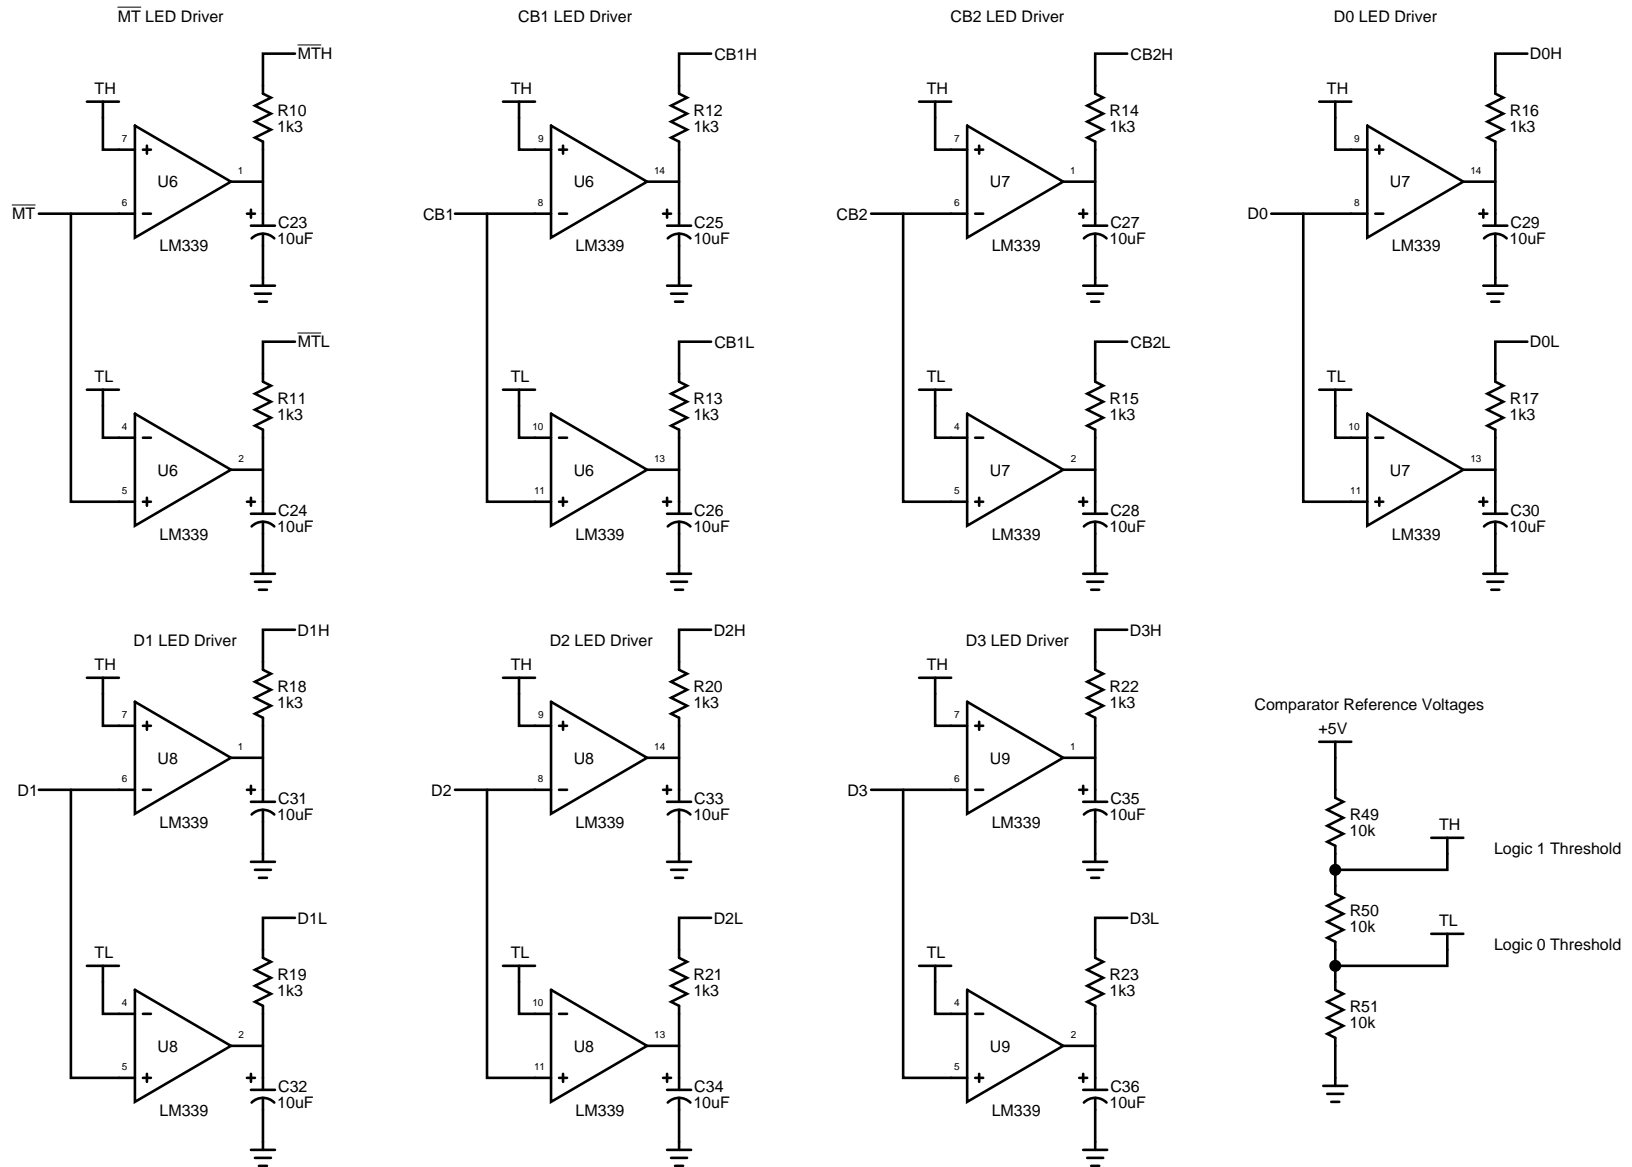 M̅T̅ LED Driver
M̅T̅H
TH
R10
1k3
7
+
U6
1
M̅T̅
6
−
+
C23
10uF
LM339
M̅T̅L
TL
R11
1k3
4
−
U6
2
5
+
+
C24
10uF
LM339
CB1 LED Driver
CB1H
TH
R12
1k3
9
+
U6
14
CB1
8
−
+
C25
10uF
LM339
CB1L
TL
R13
1k3
10
−
U6
13
11
+
+
C26
10uF
LM339
CB2 LED Driver
CB2H
TH
R14
1k3
7
+
U7
1
CB2
6
−
+
C27
10uF
LM339
CB2L
TL
R15
1k3
4
−
U7
2
5
+
+
C28
10uF
LM339
D0 LED Driver
D0H
TH
R16
1k3
9
+
U7
14
D0
8
−
+
C29
10uF
LM339
D0L
TL
R17
1k3
10
−
U7
13
11
+
+
C30
10uF
LM339
D1 LED Driver
D1H
TH
R18
1k3
7
+
U8
1
D1
6
−
+
C31
10uF
LM339
D1L
TL
R19
1k3
4
−
U8
2
5
+
+
C32
10uF
LM339
D2 LED Driver
D2H
TH
R20
1k3
9
+
U8
14
D2
8
−
+
C33
10uF
LM339
D2L
TL
R21
1k3
10
−
U8
13
11
+
+
C34
10uF
LM339
D3 LED Driver
D3H
TH
R22
1k3
7
+
U9
1
D3
6
−
+
C35
10uF
LM339
D3L
TL
R23
1k3
4
−
U9
2
5
+
+
C36
10uF
LM339
Comparator Reference Voltages
+5V
R49
10k
TH
Logic 1 Threshold
R50
10k
TL
Logic 0 Threshold
R51
10k